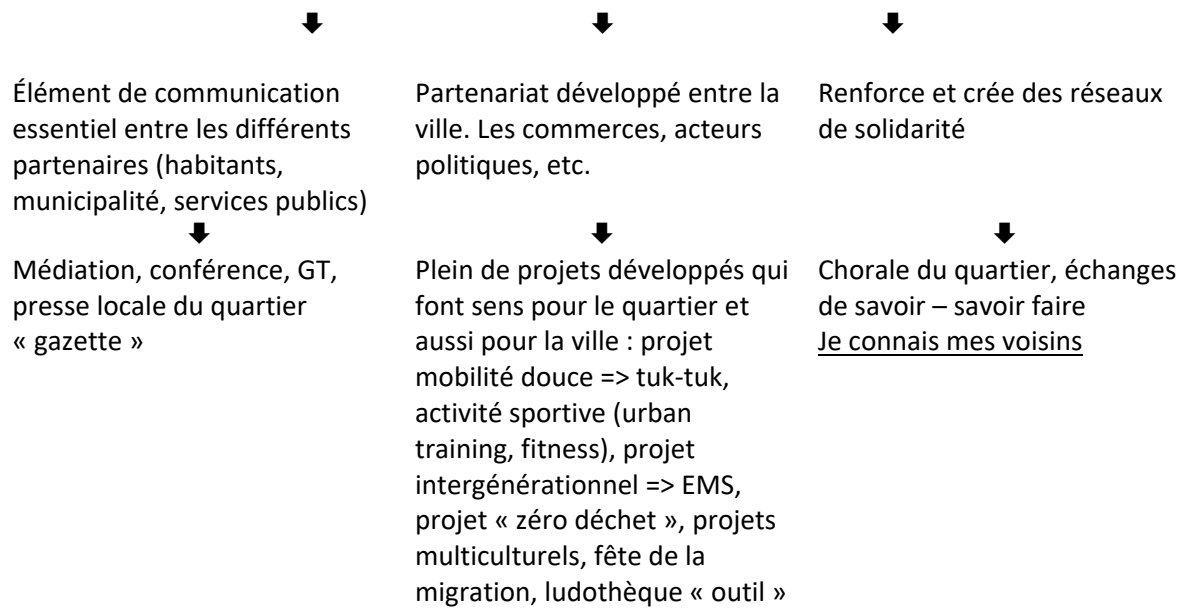 Élément de communication
essentiel entre les différents
partenaires (habitants,
municipalité, services publics)
Médiation, conférence, GT,
presse locale du quartier
« gazette »
Partenariat développé entre la
ville. Les commerces, acteurs
politiques, etc.
Plein de projets développés qui
font sens pour le quartier et
aussi pour la ville : projet
mobilité douce => tuk-tuk,
activité sportive (urban
training, fitness), projet
intergénérationnel => EMS,
projet « zéro déchet », projets
multiculturels, fête de la
migration, ludothèque « outil »
Renforce et crée des réseaux
de solidarité
Chorale du quartier, échanges
de savoir – savoir faire
Je connais mes voisins